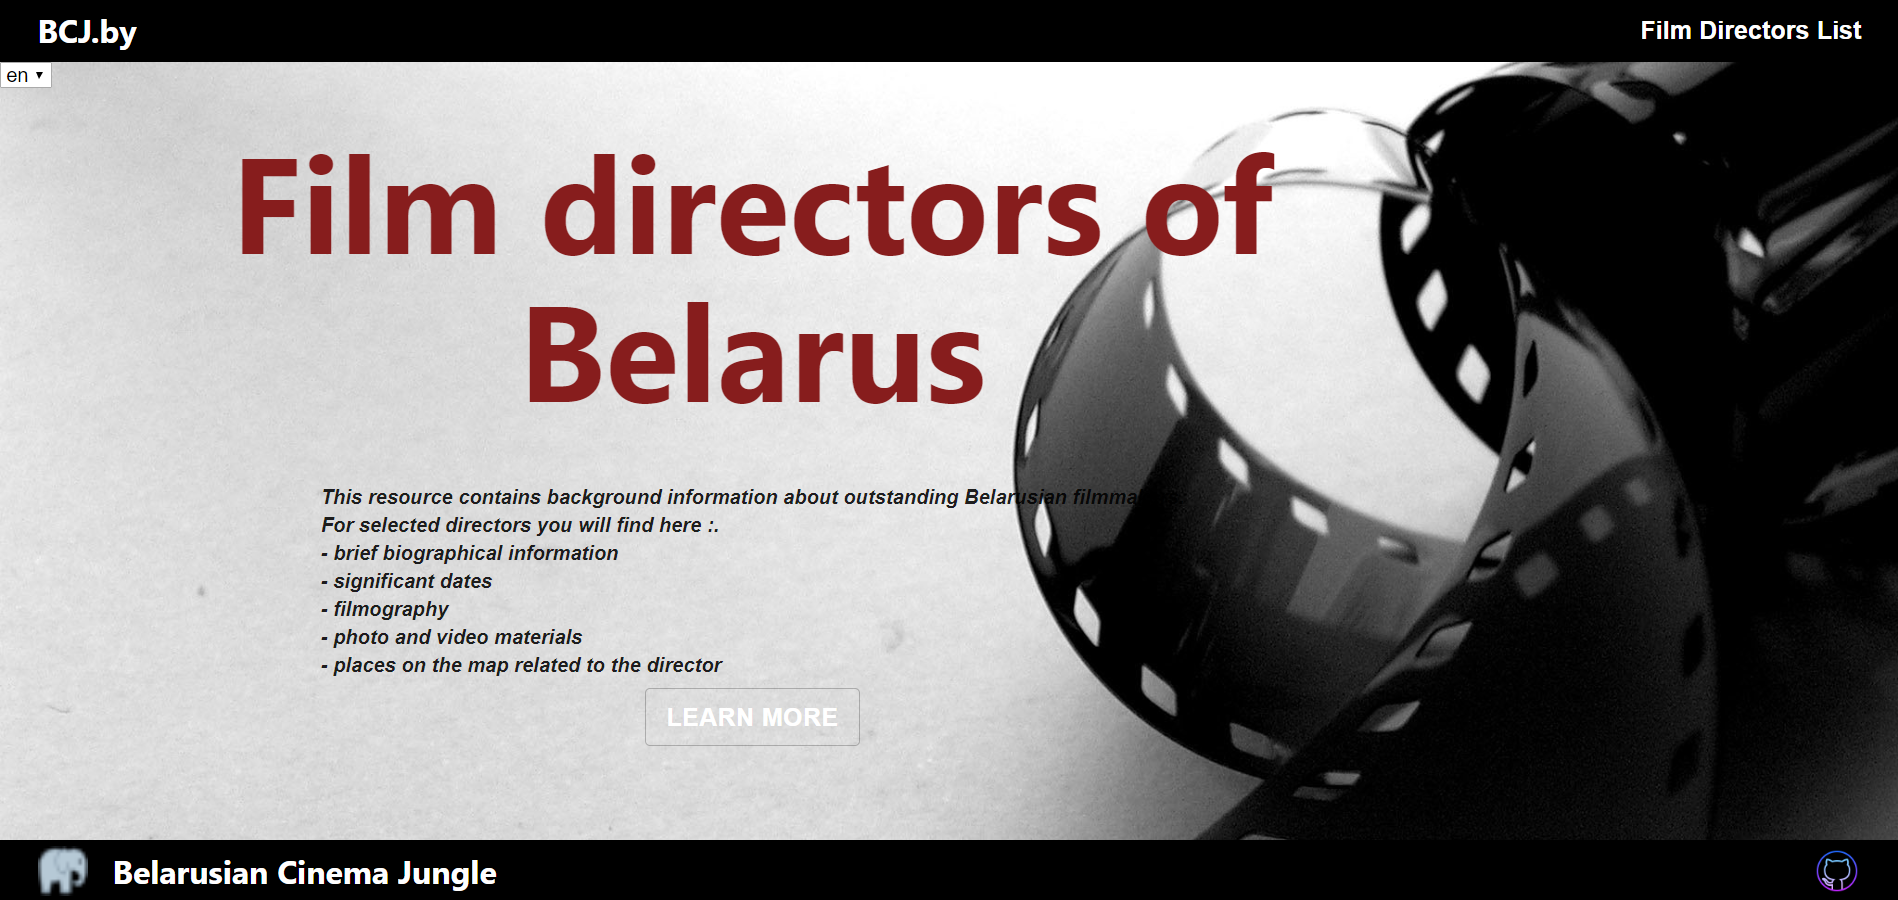 BCJ.by
Film Directors List
en
Film directors of
Belarus
This resource contains background information about outstanding Belarusian
For selected directors you will find here :.
- brief biographical information
- significant dates
- filmography
- photo and video materials
- places on the map related to the director
LEARN MORE
Belarusian Cinema Jungle